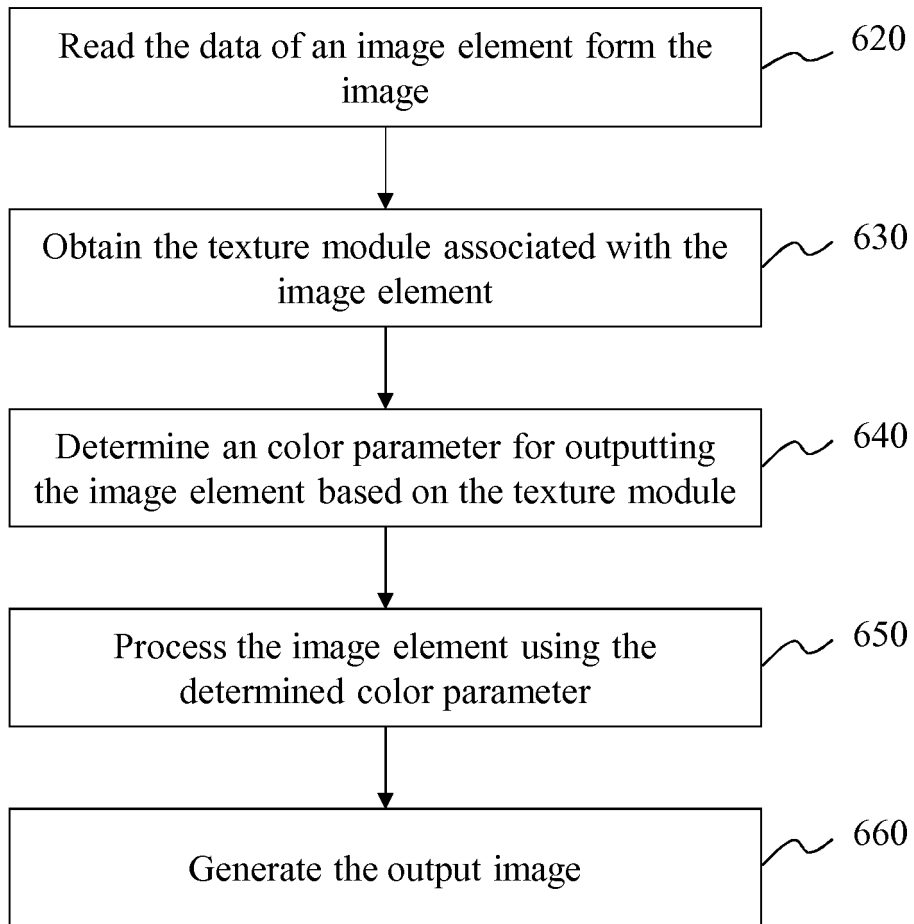 Read the data of an image element form the
image
620
Obtain the texture module associated with the
image element
630
Determine an color parameter for outputting
the image element based on the texture module
640
Process the image element using the
determined color parameter
650
Generate the output image
660